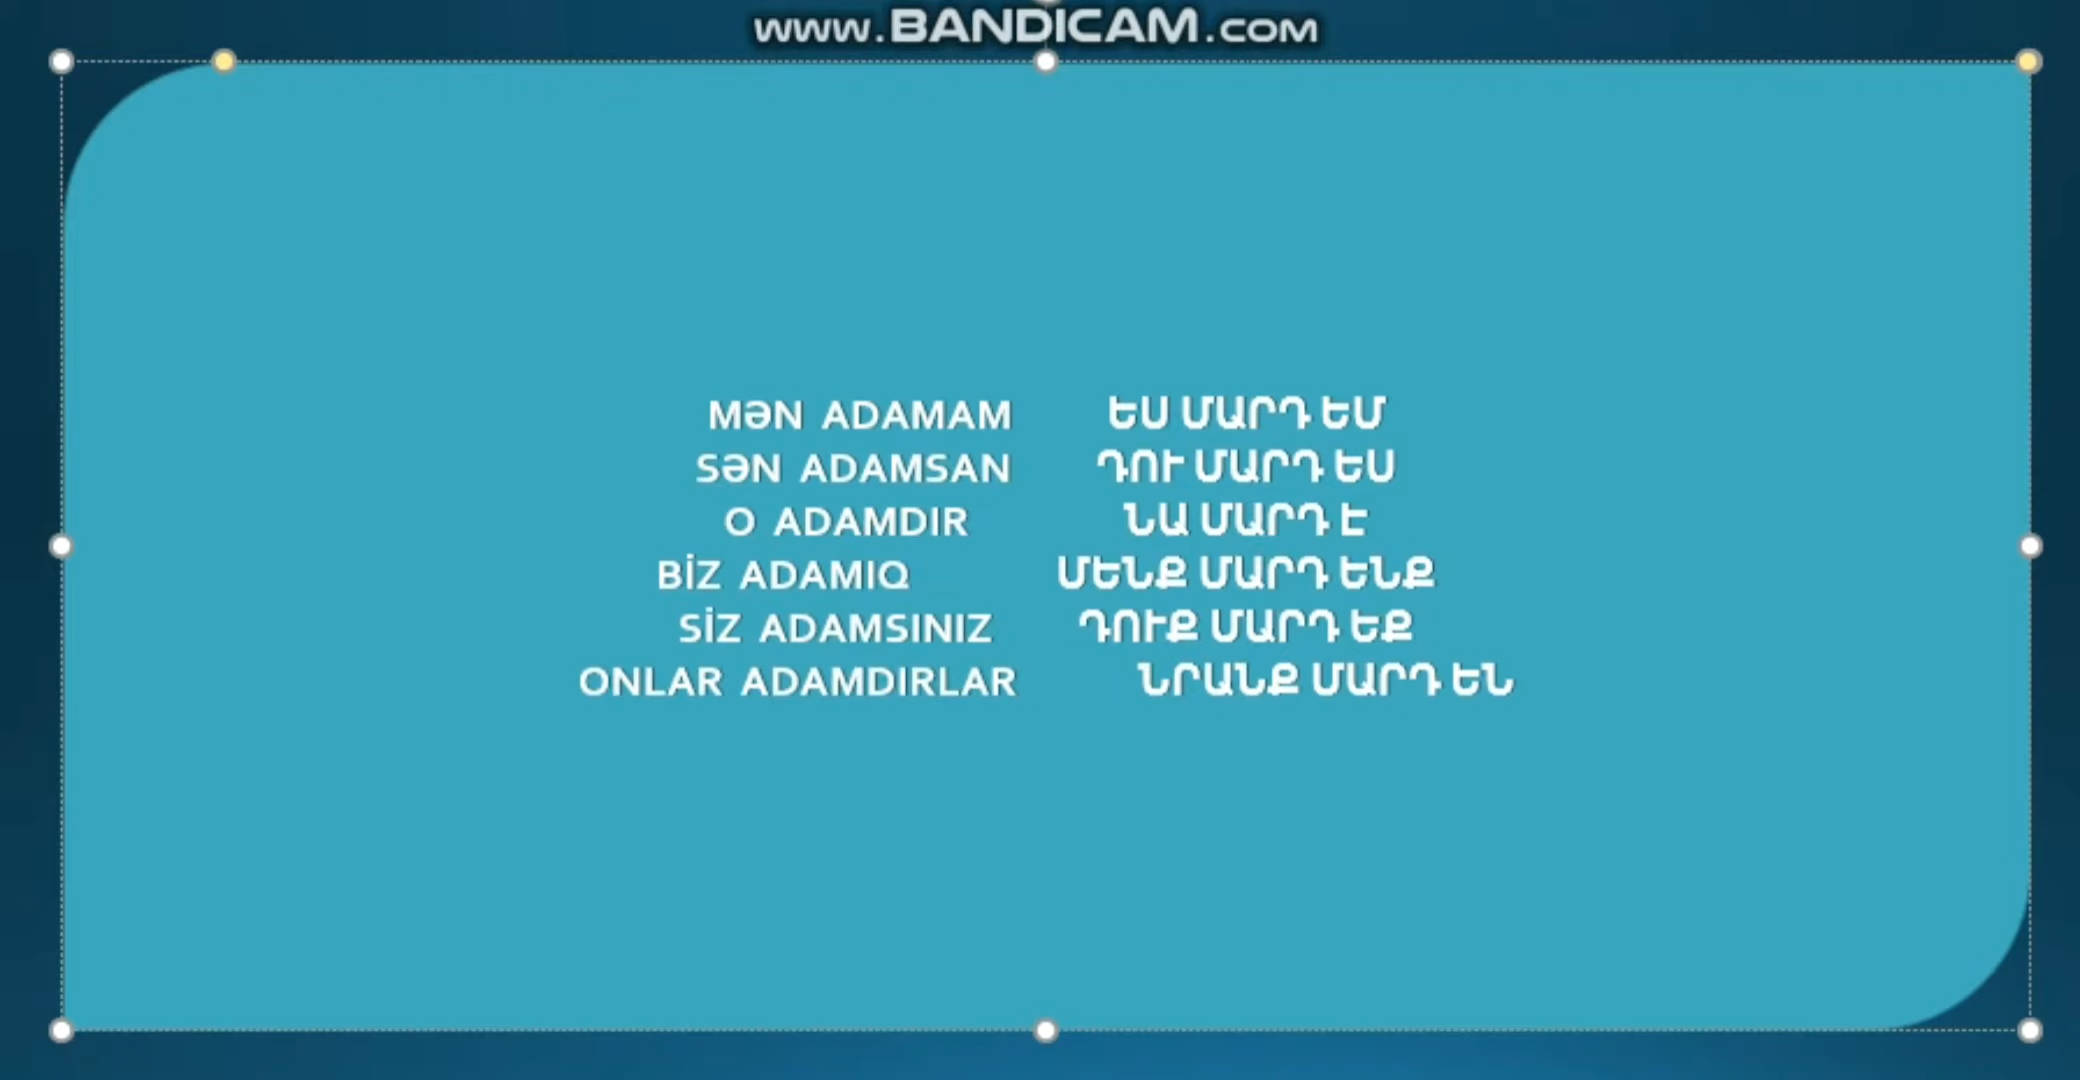 www.BANDICAM.com
MƏN ADAMAM ԵՍ ՄԱՐԴ ԵՄ
SƏN ADAMSAN ԴՈՒ ՄԱՐԴ ԵՍ
O ADAMDIR ՆԱ ՄԱՐԴ Է
BİZ ADAMIQ ՄԵՆՔ ՄԱՐԴ ԵՆՔ
SİZ ADAMSINIZ ԴՈՒՔ ՄԱՐԴ ԵՔ
ONLAR ADAMDIRLAR ՆՐԱՆՔ ՄԱՐԴ ԵՆ